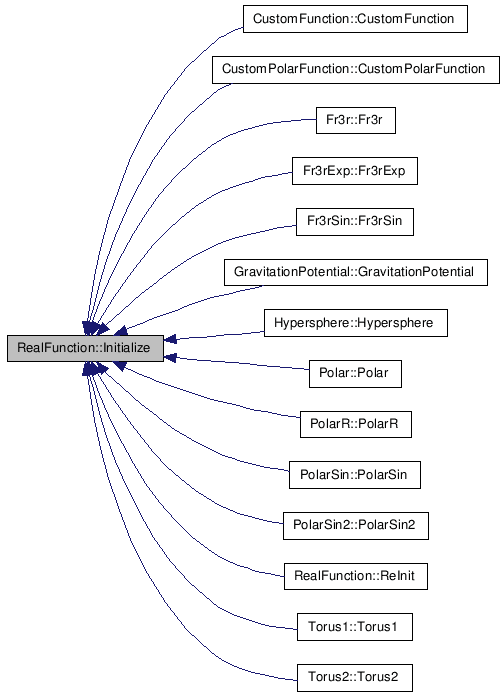 CustomFunction::CustomFunction
CustomPolarFunction::CustomPolarFunction
Fr3r::Fr3r
Fr3rExp::Fr3rExp
Fr3rSin::Fr3rSin
GravitationPotential::GravitationPotential
Hypersphere::Hypersphere
RealFunction::Initialize
Polar::Polar
PolarR::PolarR
PolarSin::PolarSin
PolarSin2::PolarSin2
RealFunction::ReInit
Torus1::Torus1
Torus2::Torus2